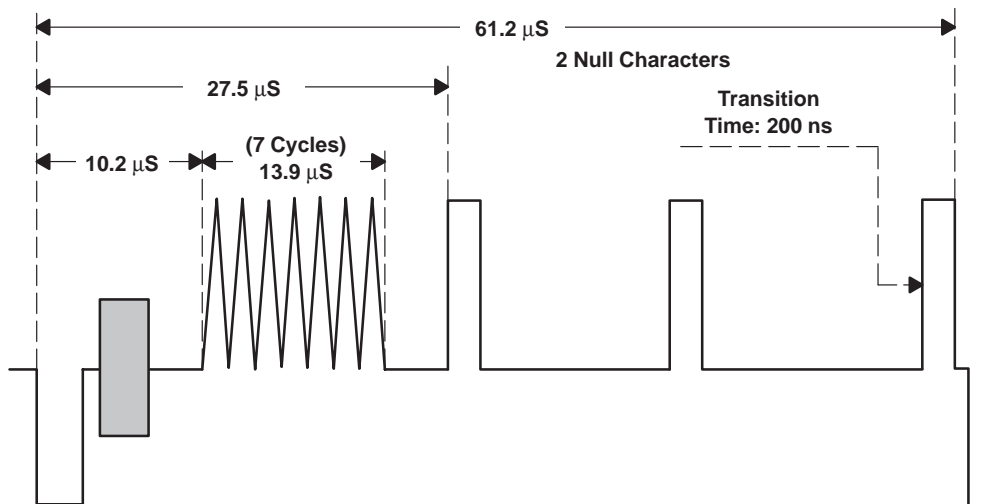 61.2 μS
2 Null Characters
27.5 μS
Transition
Time: 200 ns
(7 Cycles)
10.2 μS
13.9 μS